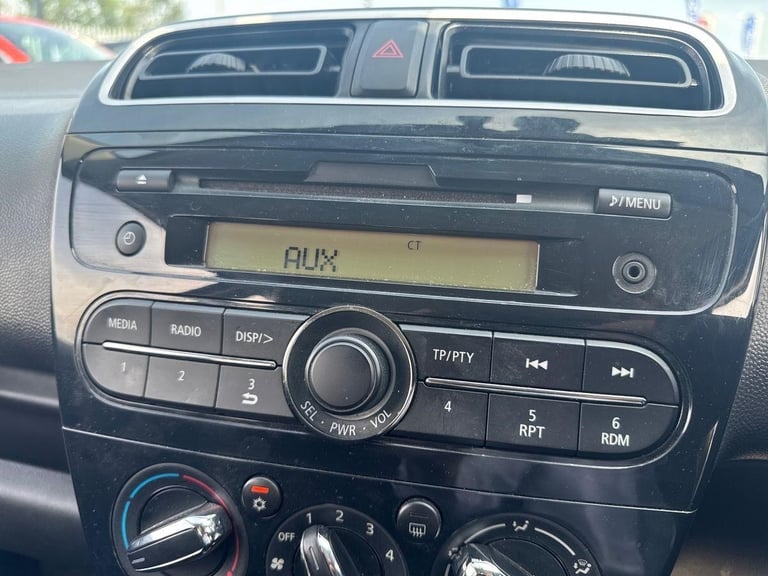 ♪/MENU
CT
AUX
MEDIA RADIO DISP/> TP/PTY
1 2 3 4 5 6
RPT RDM
SEL · PWR · VOL
OFF 1 2 3 4